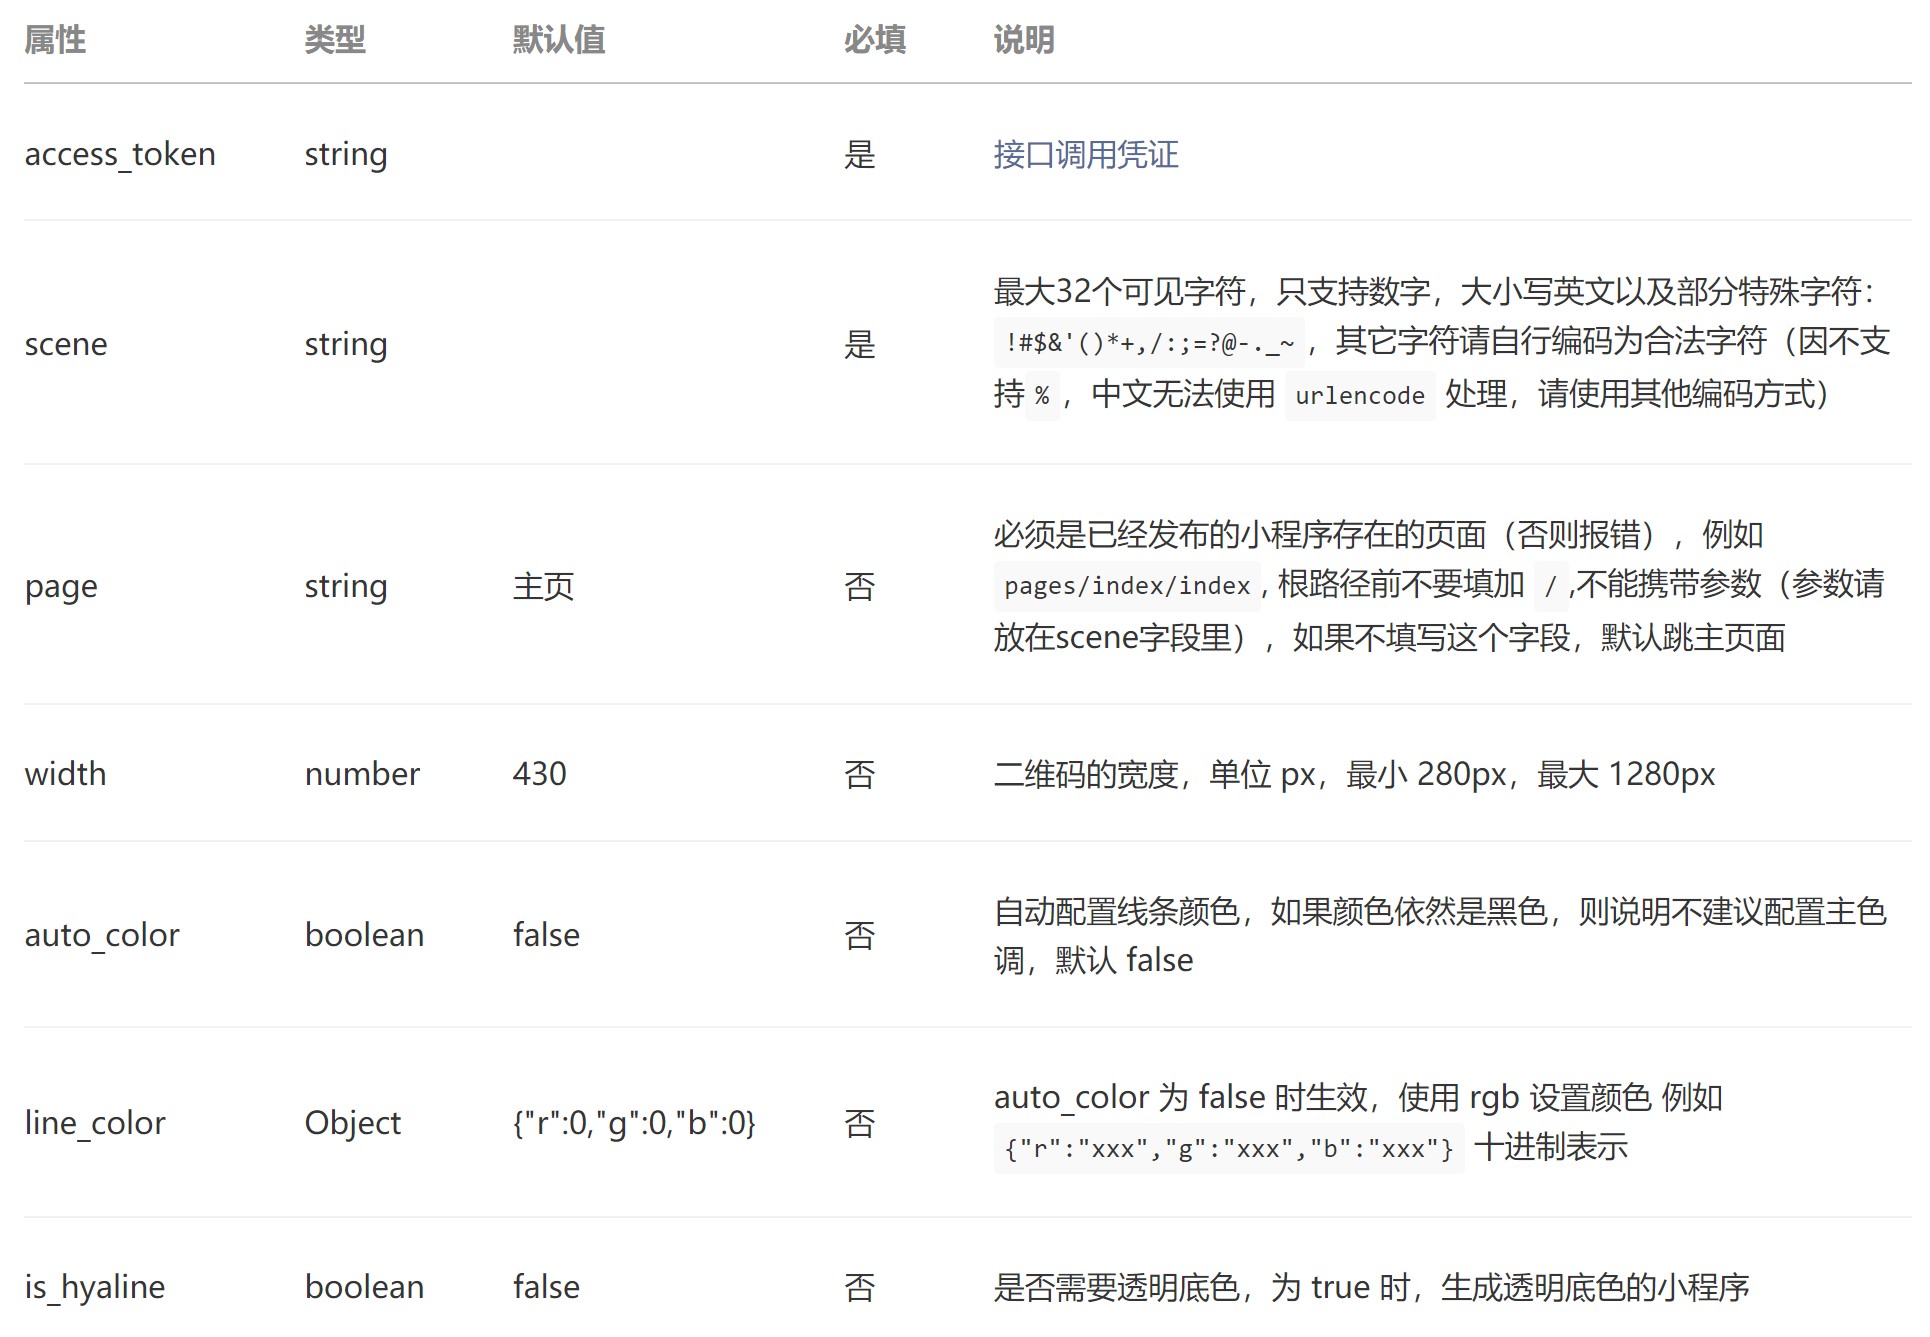 属性 类型 默认值 必填 说明
access_token string 是 接口调用凭证
最大32个可见字符，只支持数字，大小写英文以及部分特殊字符：
scene string 是 !#$&'()*+,/:;=?@-._~，其它字符请自行编码为合法字符（因不支
持 %，中文无法使用 urlencode 处理，请使用其他编码方式）
必须是已经发布的小程序存在的页面（否则报错），例如
page string 主页 否 pages/index/index, 根路径前不要填加 /,不能携带参数（参数请
放在scene字段里），如果不填写这个字段，默认跳主页面
width number 430 否 二维码的宽度，单位 px，最小 280px，最大 1280px
自动配置线条颜色，如果颜色依然是黑色，则说明不建议配置主色
auto_color boolean false 否
调，默认 false
auto_color 为 false 时生效，使用 rgb 设置颜色 例如
line_color Object {"r":0,"g":0,"b":0} 否
{"r":"xxx","g":"xxx","b":"xxx"} 十进制表示
is_hyaline boolean false 否 是否需要透明底色，为 true 时，生成透明底色的小程序